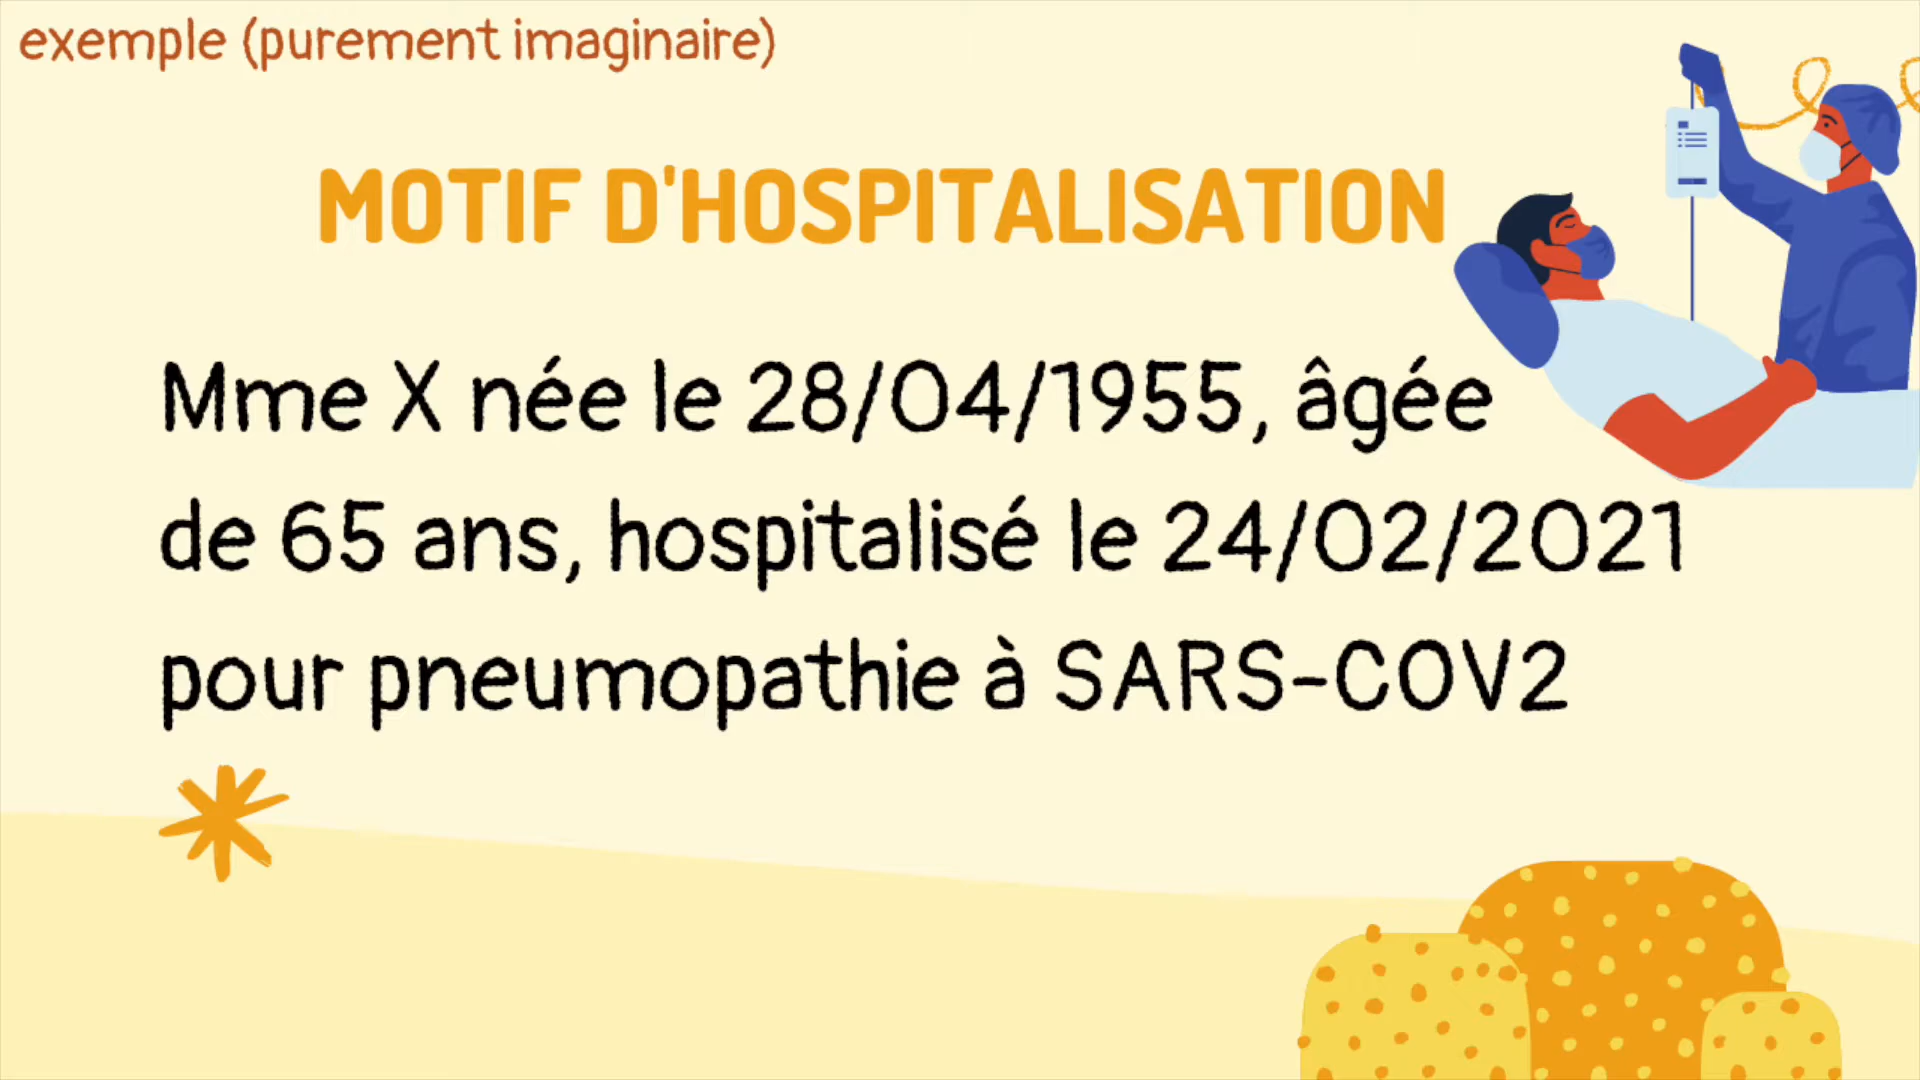 exemple (purement imaginaire)
MOTIF D'HOSPITALISATION
Mme X née le 28/04/1955, âgée
de 65 ans, hospitalisé le 24/02/2021
pour pneumopathie à SARS-COV2